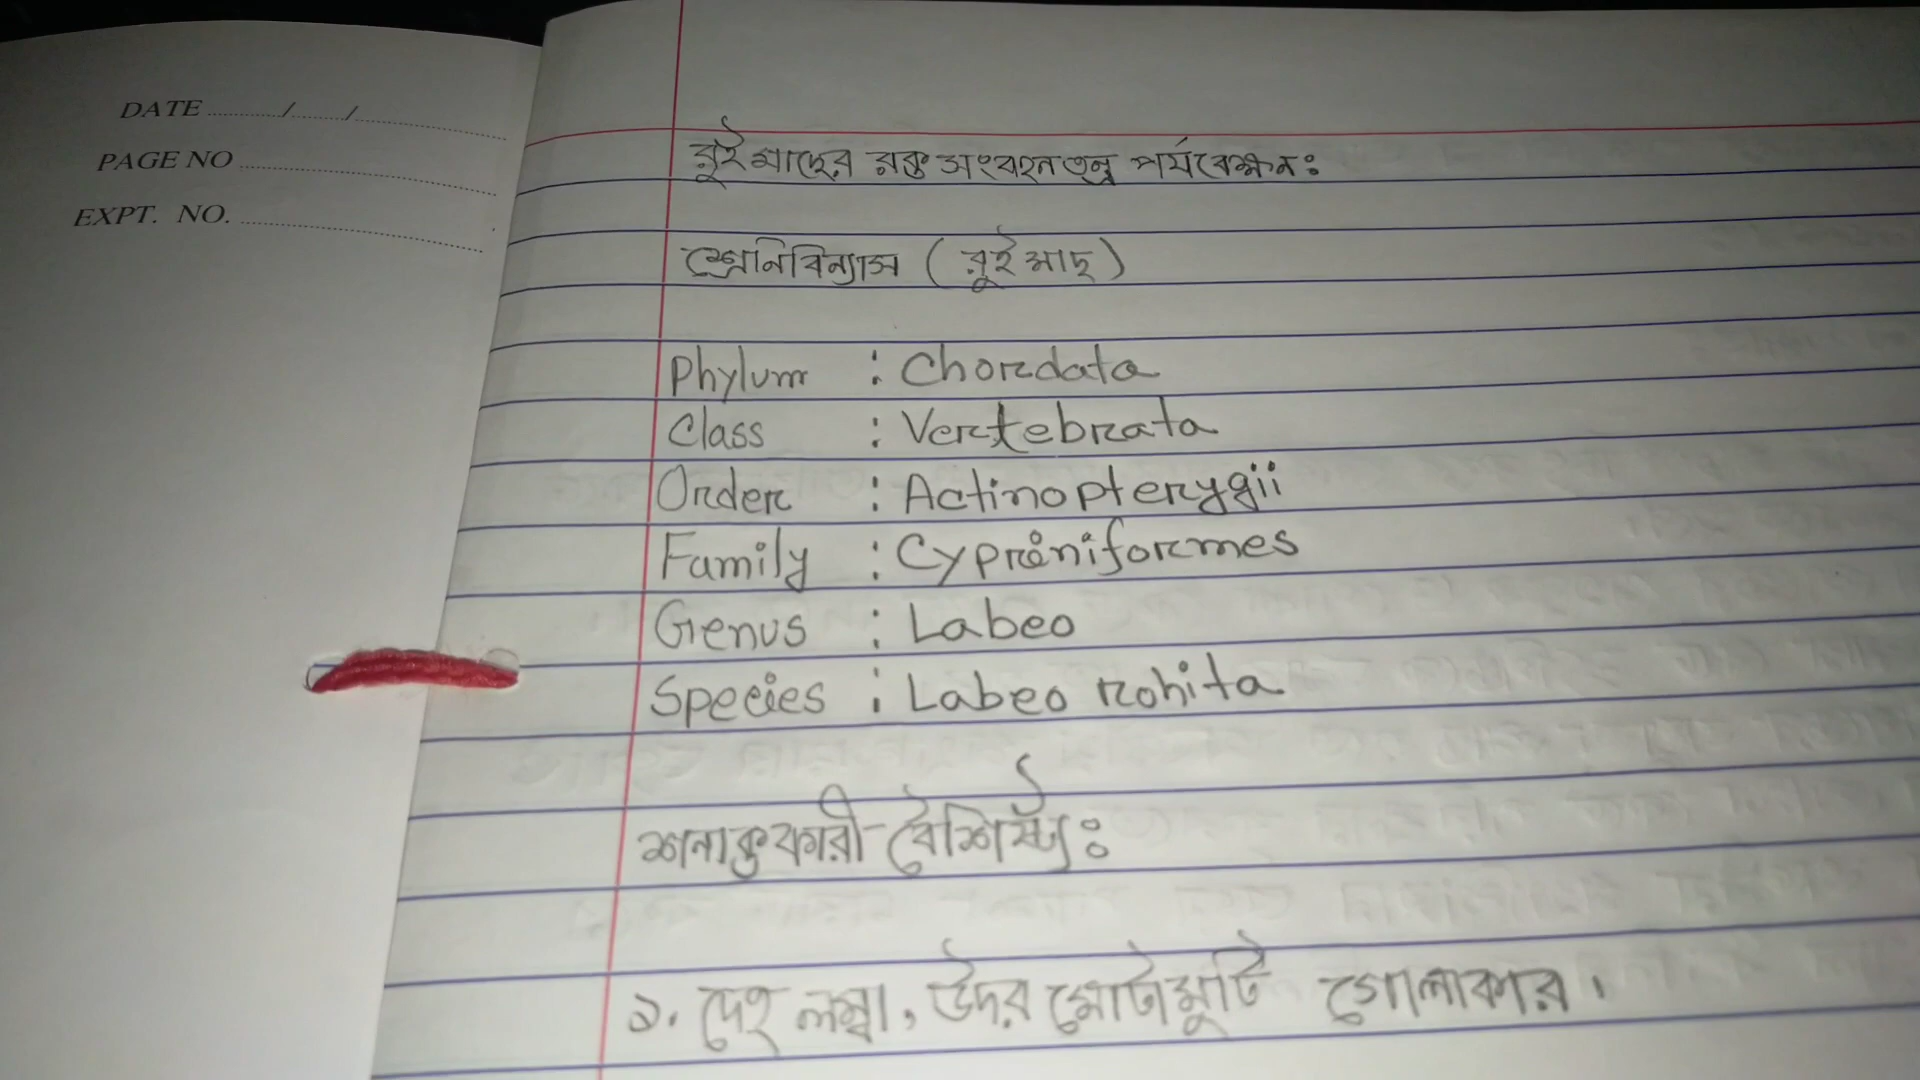 DATE ........../......./....................
PAGE NO ....................
EXPT. NO. ....................
রুই মাছের রক্ত সংবহনতন্ত্র পর্যবেক্ষন:
শ্রেনিবিন্যাস (রুই মাছ)
Phylum : Chordata
Class : Vertebrata
Order : Actinopterygii
Family : Cypriniformes
Genus : Labeo
Species : Labeo rohita
শনাক্তকারী বৈশিষ্ট্য:
১. দেহ লম্বা, উদর মোটামুটি গোলাকার।